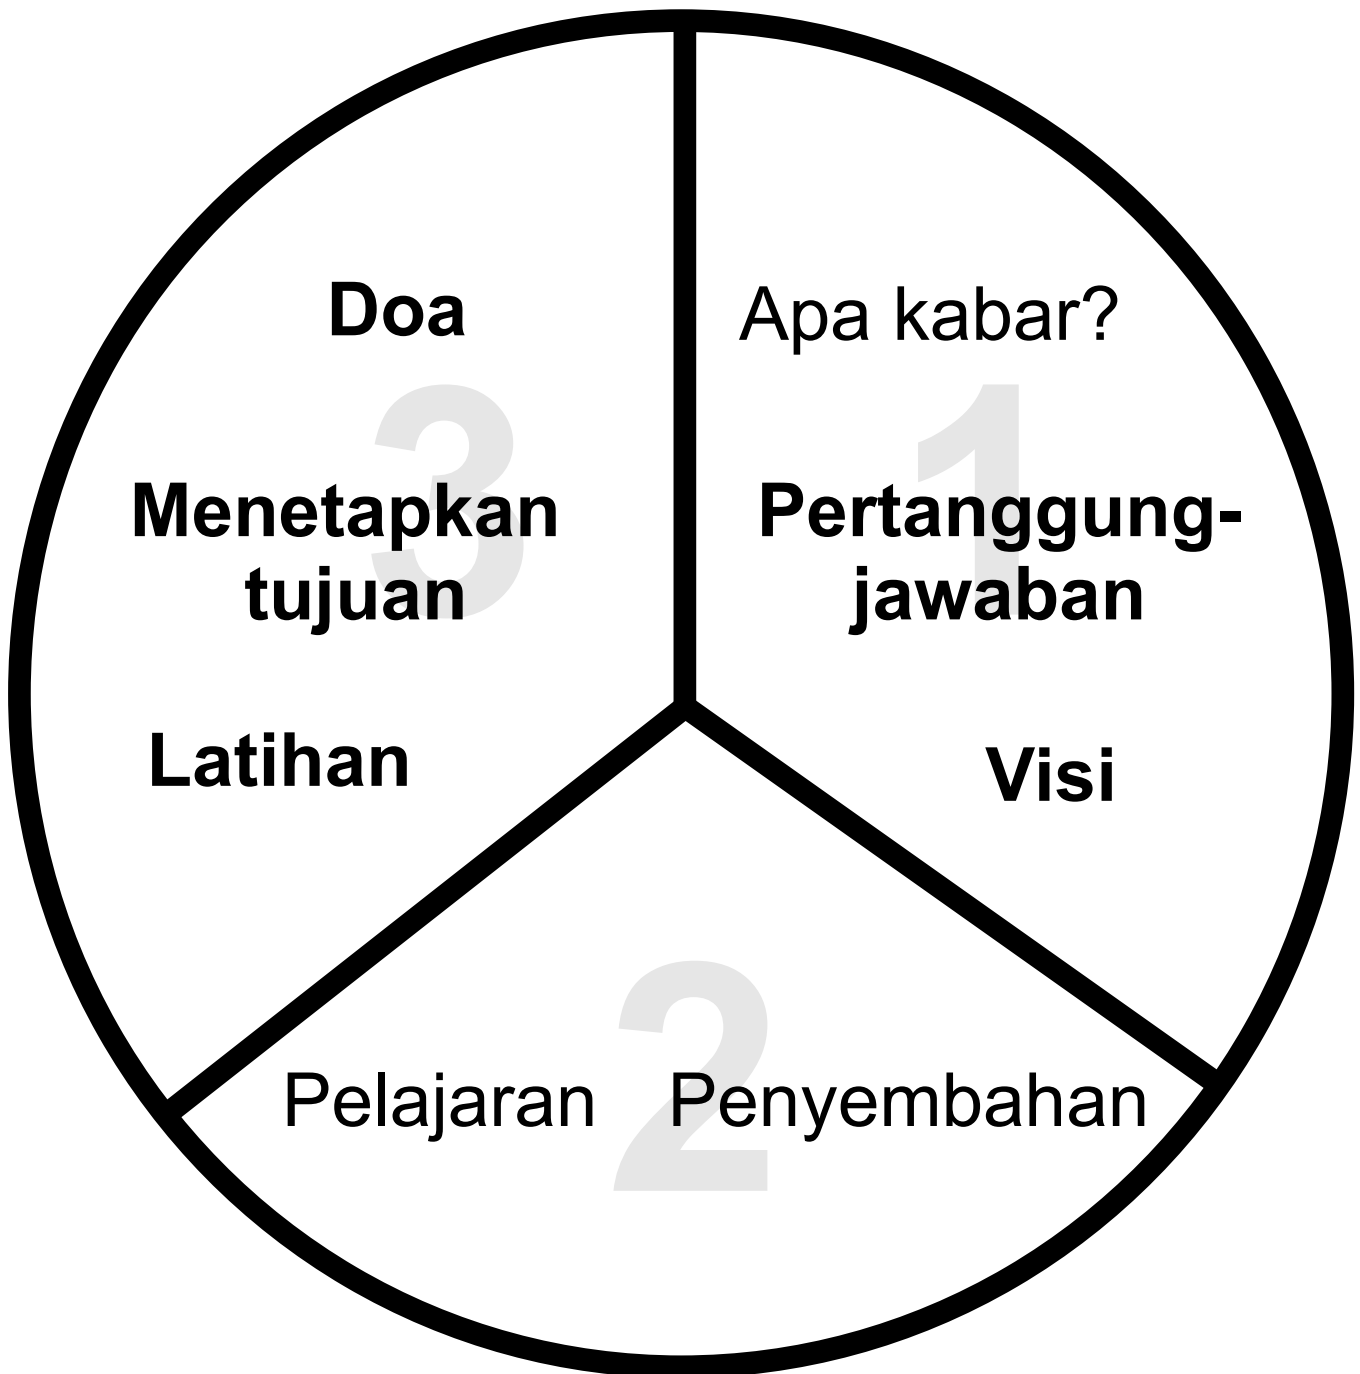 Apa kabar?
1
Pertanggung-
jawaban
Visi
2
Penyembahan
Pelajaran
3
Doa
Menetapkan
tujuan
Latihan